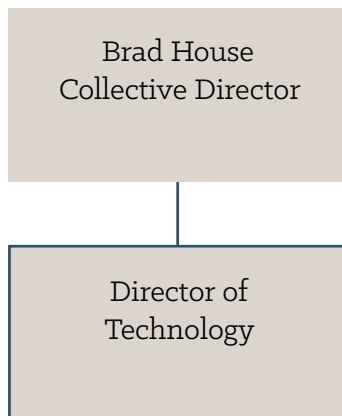 Brad House
Collective Director
Director of
Technology